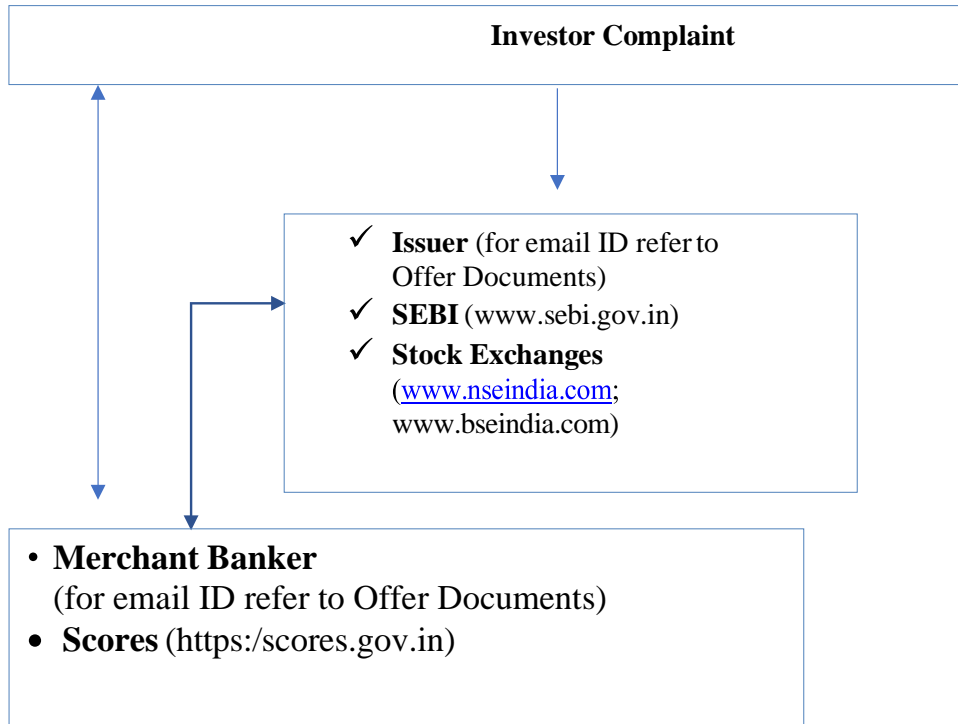 Investor Complaint
✓ Issuer (for email ID refer to
Offer Documents)
✓ SEBI (www.sebi.gov.in)
✓ Stock Exchanges
(www.nseindia.com;
www.bseindia.com)
• Merchant Banker
(for email ID refer to Offer Documents)
• Scores (https:/scores.gov.in)